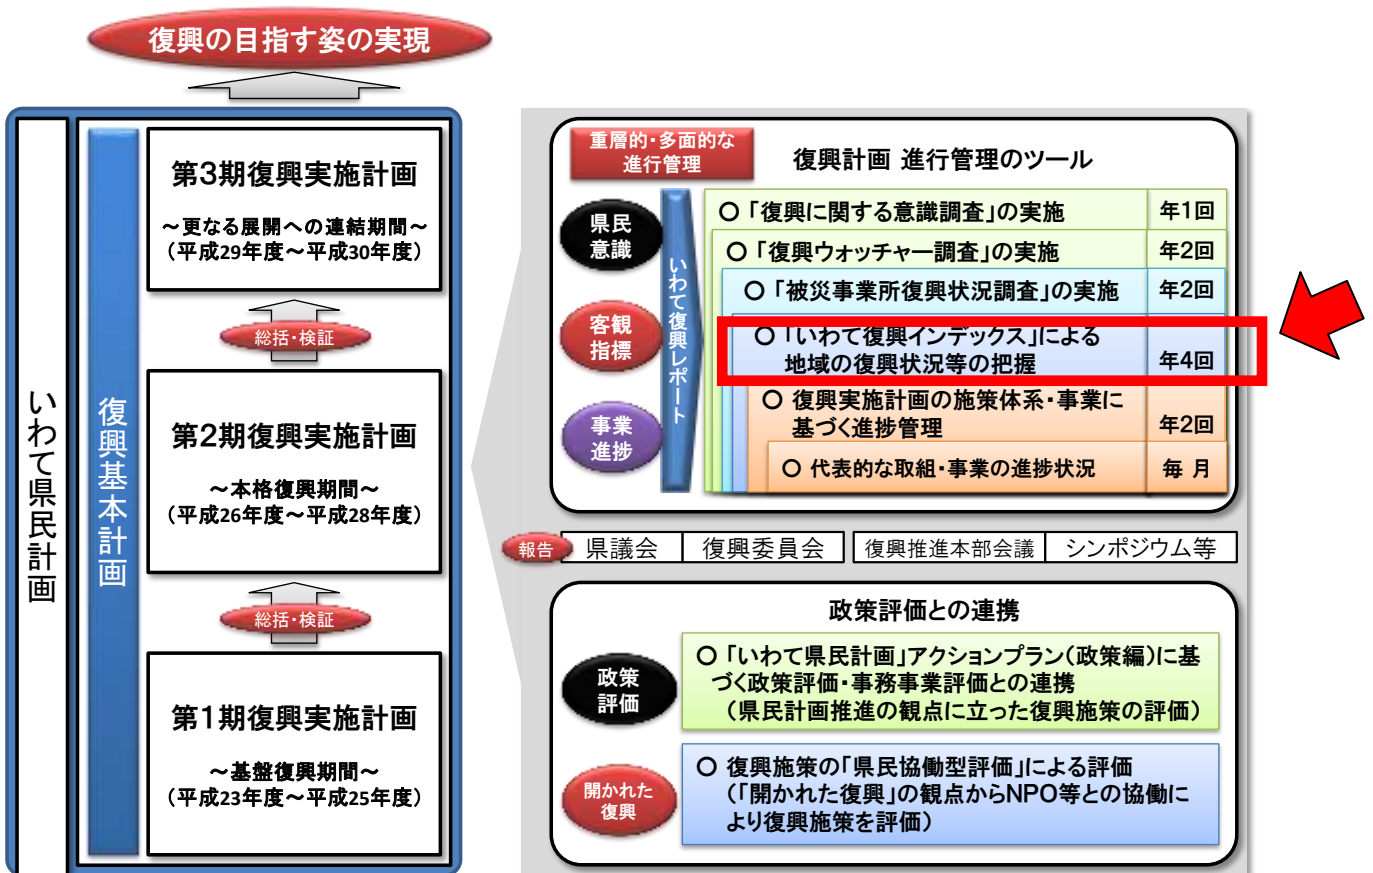 復興の目指す姿の実現
いわて県民計画
復興基本計画
第3期復興実施計画
～更なる展開への連結期間～
（平成29年度～平成30年度）
総括・検証
第2期復興実施計画
～本格復興期間～
（平成26年度～平成28年度）
総括・検証
第1期復興実施計画
～基盤復興期間～
（平成23年度～平成25年度）
重層的・多面的な
進行管理
復興計画 進行管理のツール
県民
意識
客観
指標
事業
進捗
いわて復興レポート
○「復興に関する意識調査」の実施 年1回
○「復興ウォッチャー調査」の実施 年2回
○「被災事業所復興状況調査」の実施 年2回
○「いわて復興インデックス」による
地域の復興状況等の把握 年4回
○ 復興実施計画の施策体系・事業に
基づく進捗管理 年2回
○ 代表的な取組・事業の進捗状況 毎 月
報告 県議会 復興委員会 復興推進本部会議 シンポジウム等
政策評価との連携
政策
評価
○「いわて県民計画」アクションプラン（政策編）に基
づく政策評価・事務事業評価との連携
（県民計画推進の観点に立った復興施策の評価）
開かれた
復興
○ 復興施策の「県民協働型評価」による評価
（「開かれた復興」の観点からNPO等との協働に
より復興施策を評価）